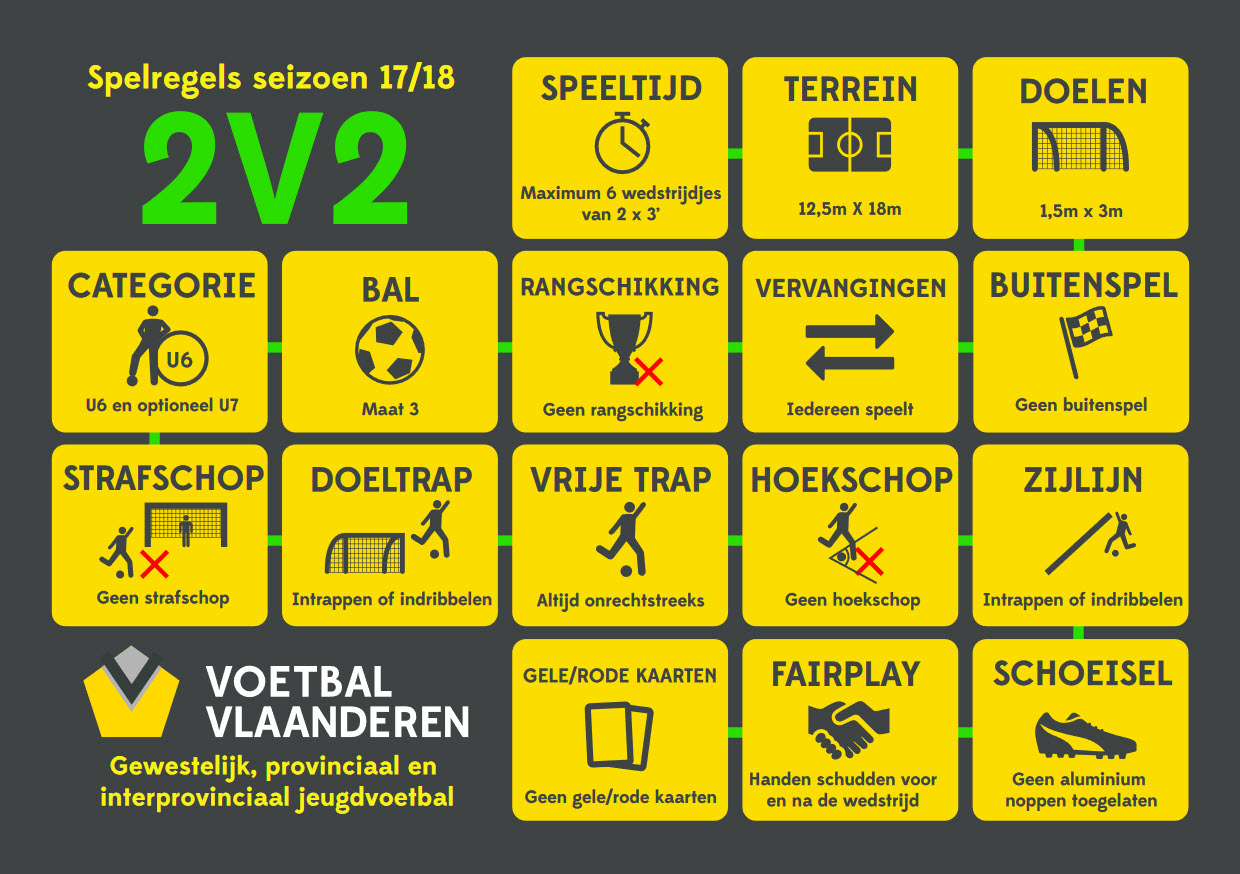 Spelregels seizoen 17/18
2V2
SPEELTIJD
Maximum 6 wedstrijdjes
van 2 x 3'
TERREIN
12,5m X 18m
DOELEN
1,5m x 3m
CATEGORIE
U6
U6 en optioneel U7
BAL
Maat 3
RANGSCHIKKING
Geen rangschikking
VERVANGINGEN
Iedereen speelt
BUITENSPEL
Geen buitenspel
STRAFSCHOP
Geen strafschop
DOELTRAP
Intrappen of indribbelen
VRIJE TRAP
Altijd onrechtstreeks
HOEKSCHOP
Geen hoekschop
ZIJLIJN
Intrappen of indribbelen
VOETBAL
VLAANDEREN
Gewestelijk, provinciaal en
interprovinciaal jeugdvoetbal
GELE/RODE KAARTEN
Geen gele/rode kaarten
FAIRPLAY
Handen schudden voor
en na de wedstrijd
SCHOEISEL
Geen aluminium
noppen toegelaten